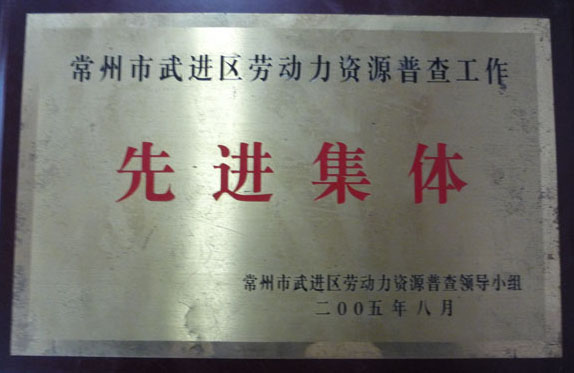 常州市武进区劳动力资源普查工作
先进集体
常州市武进区劳动力资源普查领导小组
二00五年八月